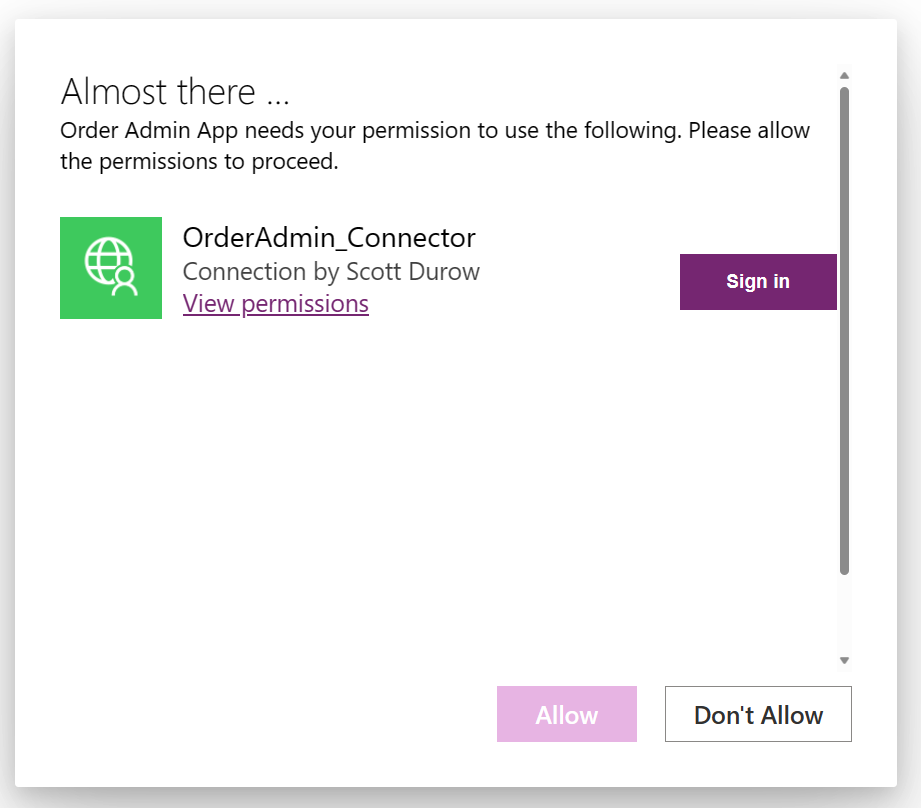 Almost there ...
Order Admin App needs your permission to use the following. Please allow
the permissions to proceed.
OrderAdmin_Connector
Connection by Scott Durow
View permissions
Sign in
Allow
Don't Allow